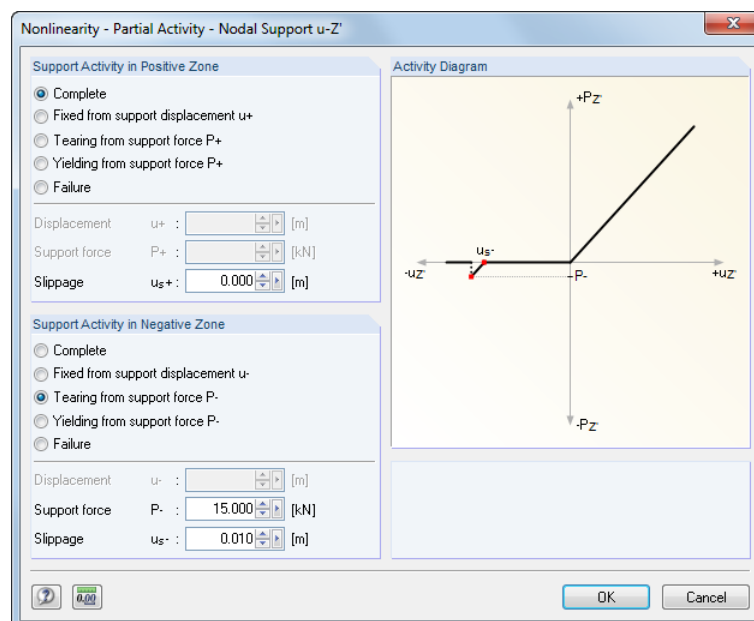 Nonlinearity - Partial Activity - Nodal Support u-Z'
Support Activity in Positive Zone
Complete
Fixed from support displacement u+
Tearing from support force P+
Yielding from support force P+
Failure
Displacement u+ : [m]
Support force P+ : [kN]
Slippage us+ : 0.000 [m]
Support Activity in Negative Zone
Complete
Fixed from support displacement u-
Tearing from support force P-
Yielding from support force P-
Failure
Displacement u- : [m]
Support force P- : 15.000 [kN]
Slippage us- : 0.010 [m]
Activity Diagram
+PZ'
us-
-uZ'
P-
+uZ'
-PZ'
0.00
OK
Cancel